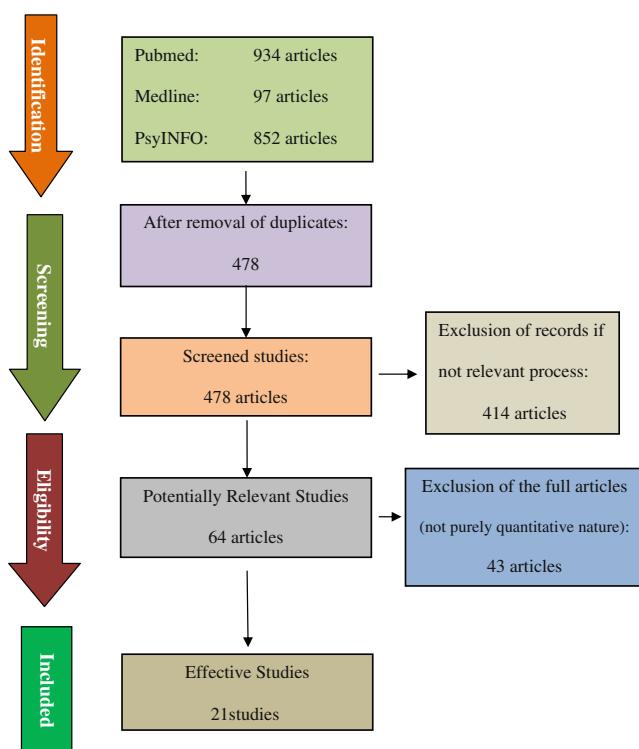 Identification
Pubmed: 934 articles
Medline: 97 articles
PsyINFO: 852 articles
Screening
After removal of duplicates:
478
Screened studies:
478 articles
Exclusion of records if
not relevant process:
414 articles
Eligibility
Potentially Relevant Studies
64 articles
Exclusion of the full articles
(not purely quantitative nature):
43 articles
Included
Effective Studies
21studies